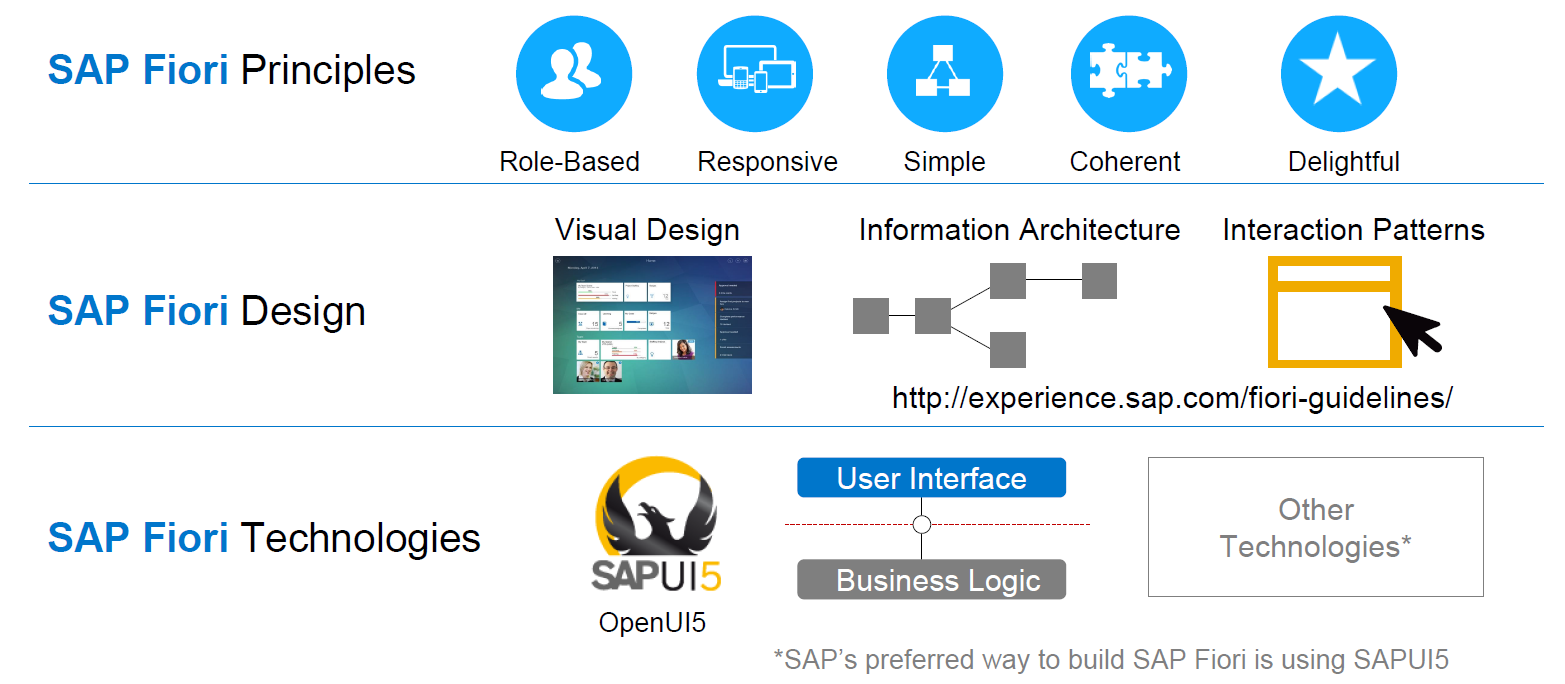 SAP Fiori Principles
Role-Based
Responsive
Simple
Coherent
Delightful
SAP Fiori Design
Visual Design
Information Architecture
Interaction Patterns
http://experience.sap.com/fiori-guidelines/
SAP Fiori Technologies
SAPUI5
OpenUI5
User Interface
Business Logic
Other
Technologies*
*SAP’s preferred way to build SAP Fiori is using SAPUI5